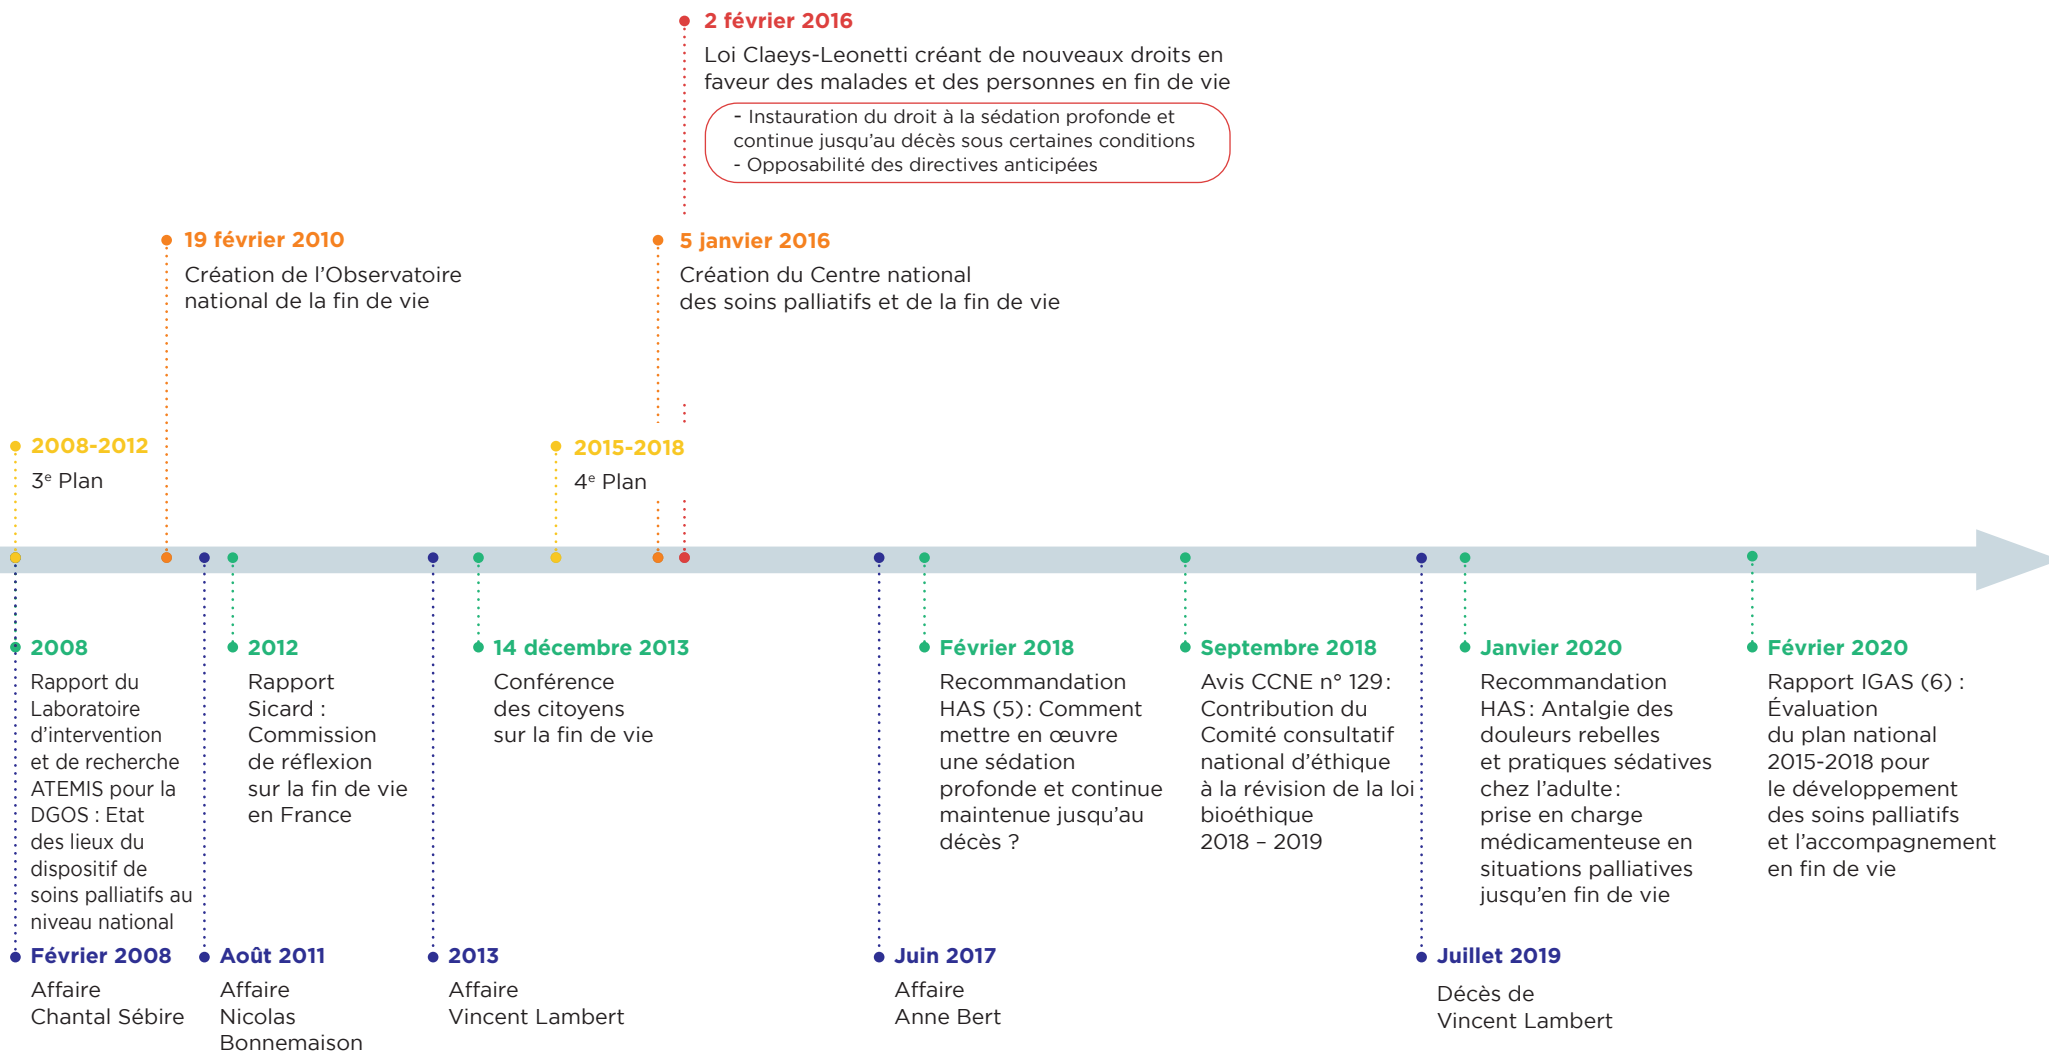 2 février 2016
Loi Claeys-Leonetti créant de nouveaux droits en
faveur des malades et des personnes en fin de vie
- Instauration du droit à la sédation profonde et
continue jusqu'au décès sous certaines conditions
- Opposabilité des directives anticipées
19 février 2010
Création de l'Observatoire
national de la fin de vie
5 janvier 2016
Création du Centre national
des soins palliatifs et de la fin de vie
2008-2012
3e Plan
2015-2018
4e Plan
2008
Rapport du
Laboratoire
d'intervention
et de recherche
ATEMIS pour la
DGOS : Etat
des lieux du
dispositif de
soins palliatifs au
niveau national
2012
Rapport
Sicard :
Commission
de réflexion
sur la fin de vie
en France
14 décembre 2013
Conférence
des citoyens
sur la fin de vie
Février 2018
Recommandation
HAS (5) : Comment
mettre en œuvre
une sédation
profonde et continue
maintenue jusqu'au
décès ?
Septembre 2018
Avis CCNE n° 129 :
Contribution du
Comité consultatif
national d'éthique
à la révision de la loi
bioéthique
2018 – 2019
Janvier 2020
Recommandation
HAS : Antalgie des
douleurs rebelles
et pratiques sédatives
chez l'adulte :
prise en charge
médicamenteuse en
situations palliatives
jusqu'en fin de vie
Février 2020
Rapport IGAS (6) :
Évaluation
du plan national
2015-2018 pour
le développement
des soins palliatifs
et l'accompagnement
en fin de vie
Février 2008
Affaire
Chantal Sébire
Août 2011
Affaire
Nicolas
Bonnemaison
2013
Affaire
Vincent Lambert
Juin 2017
Affaire
Anne Bert
Juillet 2019
Décès de
Vincent Lambert